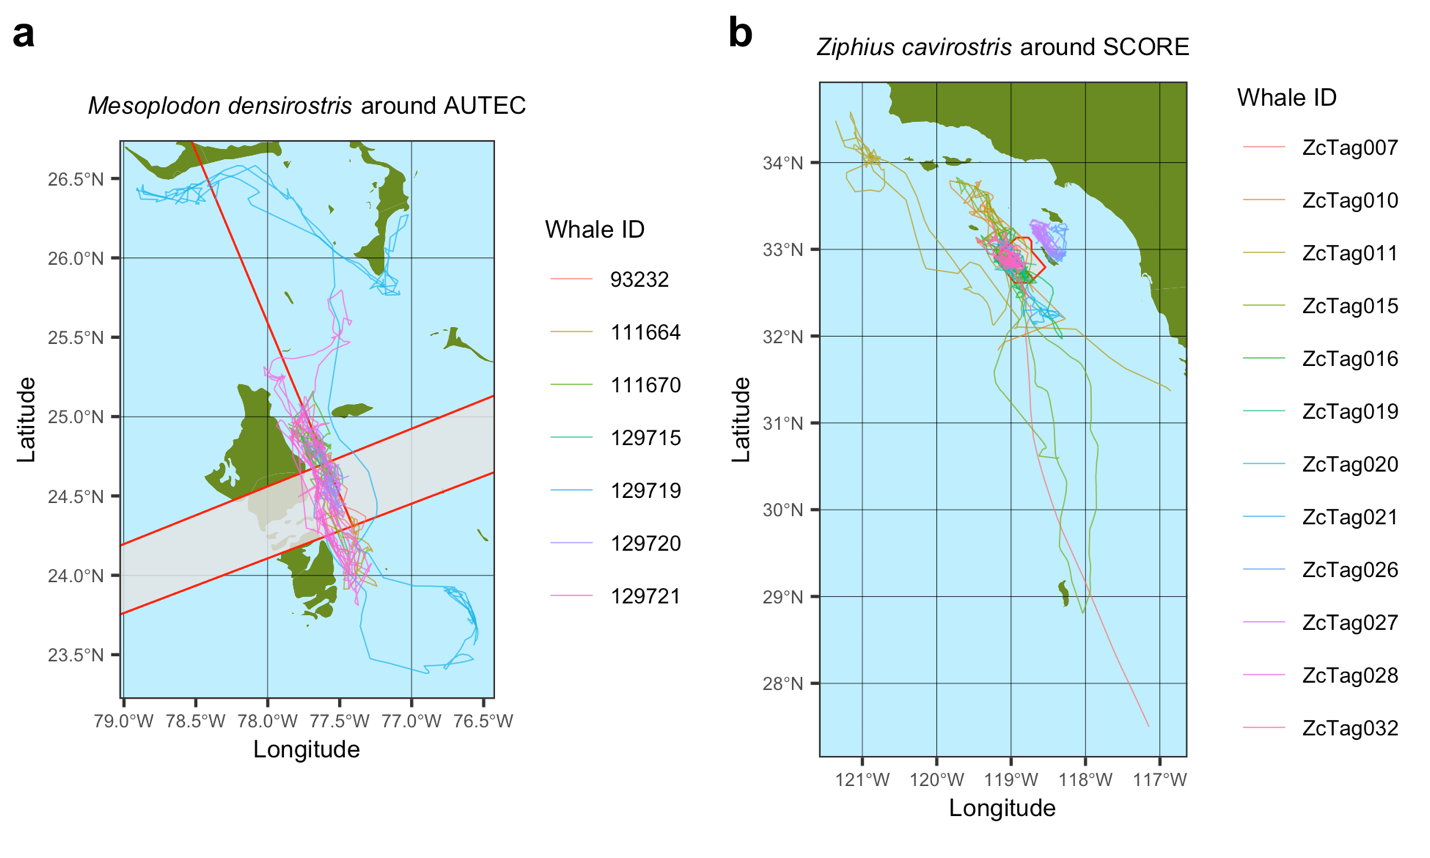 a
Mesoplodon densirostris around AUTEC
26.5°N
26.0°N
25.5°N
25.0°N
24.5°N
24.0°N
23.5°N
Latitude
79.0°W 78.5°W 78.0°W 77.5°W 77.0°W 76.5°W
Longitude
Whale ID
93232
111664
111670
129715
129719
129720
129721
b
Ziphius cavirostris around SCORE
34°N
33°N
32°N
31°N
30°N
29°N
28°N
Latitude
121°W 120°W 119°W 118°W 117°W
Longitude
Whale ID
ZcTag007
ZcTag010
ZcTag011
ZcTag015
ZcTag016
ZcTag019
ZcTag020
ZcTag021
ZcTag026
ZcTag027
ZcTag028
ZcTag032